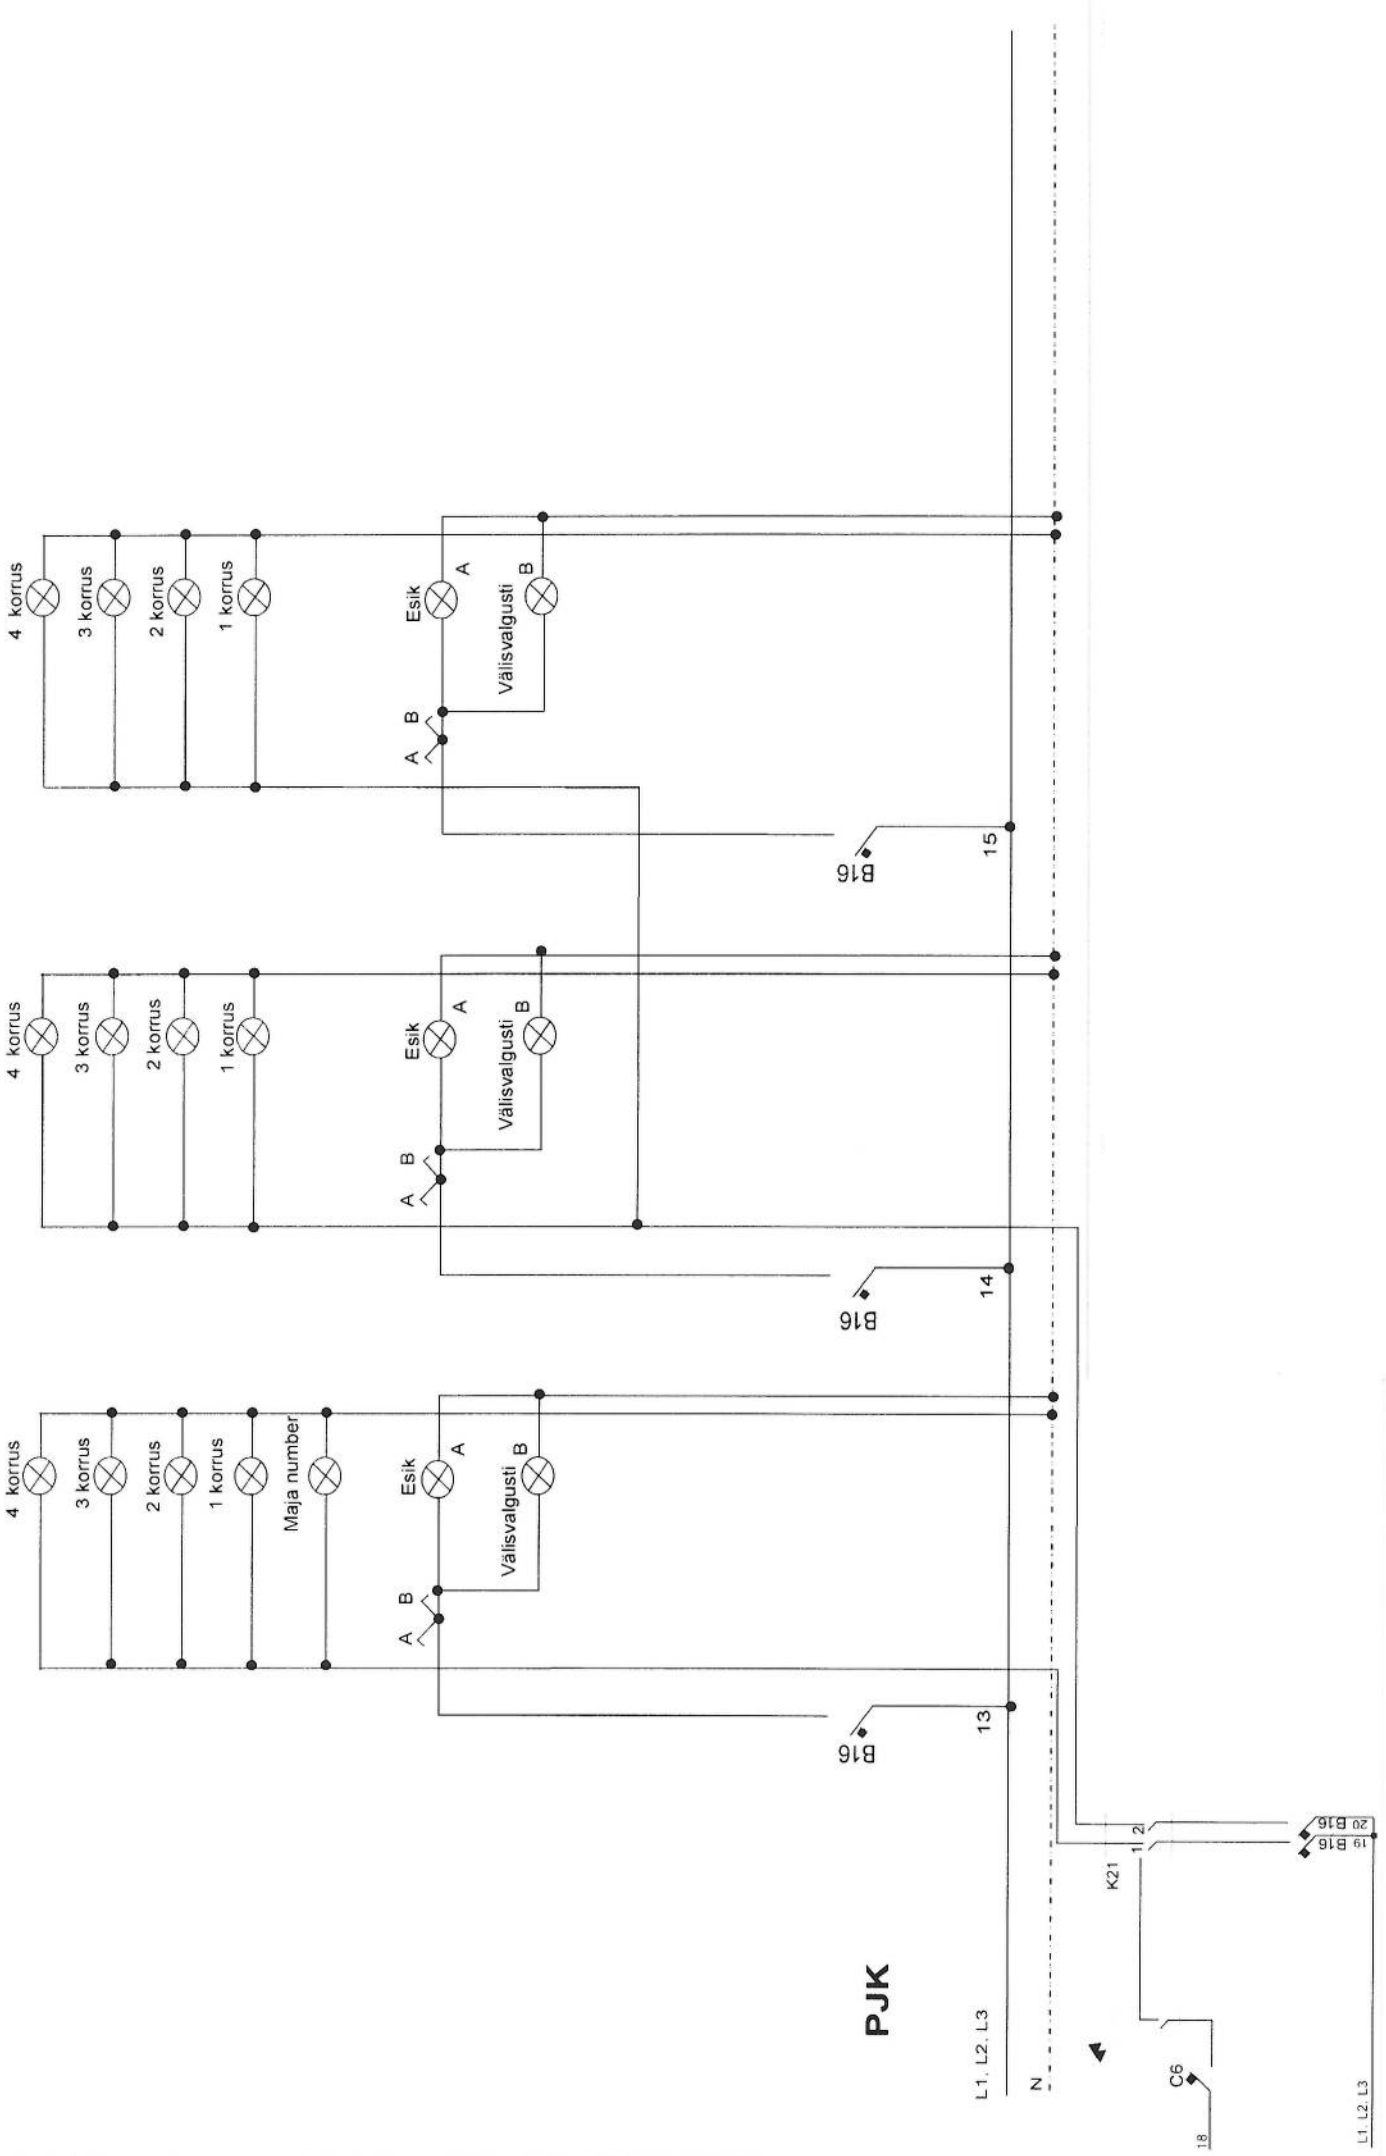 4 korrus
3 korrus
2 korrus
1 korrus
Maja number
Esik
A
Välisvalgusti
B
A B
B16
13
4 korrus
3 korrus
2 korrus
1 korrus
Esik
A
Välisvalgusti
B
A B
B16
14
4 korrus
3 korrus
2 korrus
1 korrus
Esik
A
Välisvalgusti
B
A B
B16
15
PJK
L1. L2. L3
N
K21
1 2
C6
18
19 B16
20 B16
L1. L2. L3